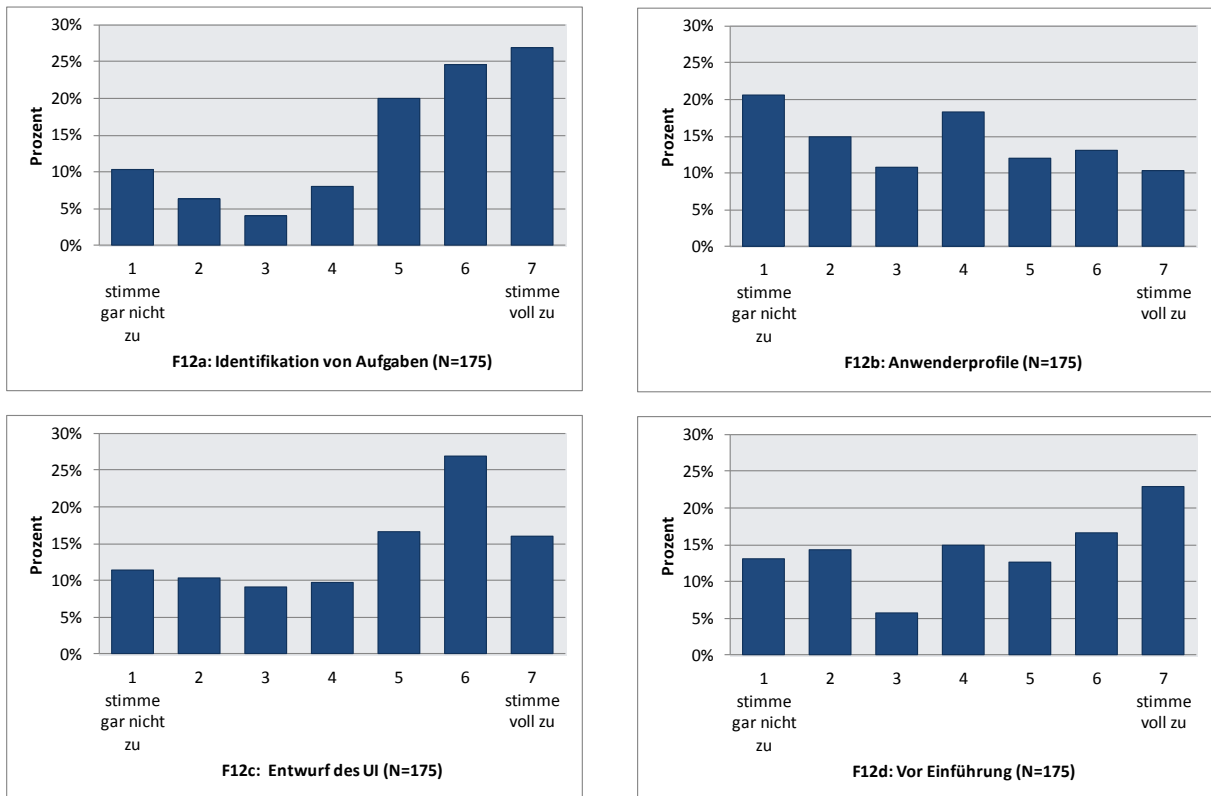 30%
25%
20%
15%
10%
5%
0%
Prozent
1 2 3 4 5 6 7
stimme stimme
gar nicht voll zu
zu
F12a: Identifikation von Aufgaben (N=175)
30%
25%
20%
15%
10%
5%
0%
Prozent
1 2 3 4 5 6 7
stimme stimme
gar nicht voll zu
zu
F12b: Anwenderprofile (N=175)
30%
25%
20%
15%
10%
5%
0%
Prozent
1 2 3 4 5 6 7
stimme stimme
gar nicht voll zu
zu
F12c: Entwurf des UI (N=175)
30%
25%
20%
15%
10%
5%
0%
Prozent
1 2 3 4 5 6 7
stimme stimme
gar nicht voll zu
zu
F12d: Vor Einführung (N=175)